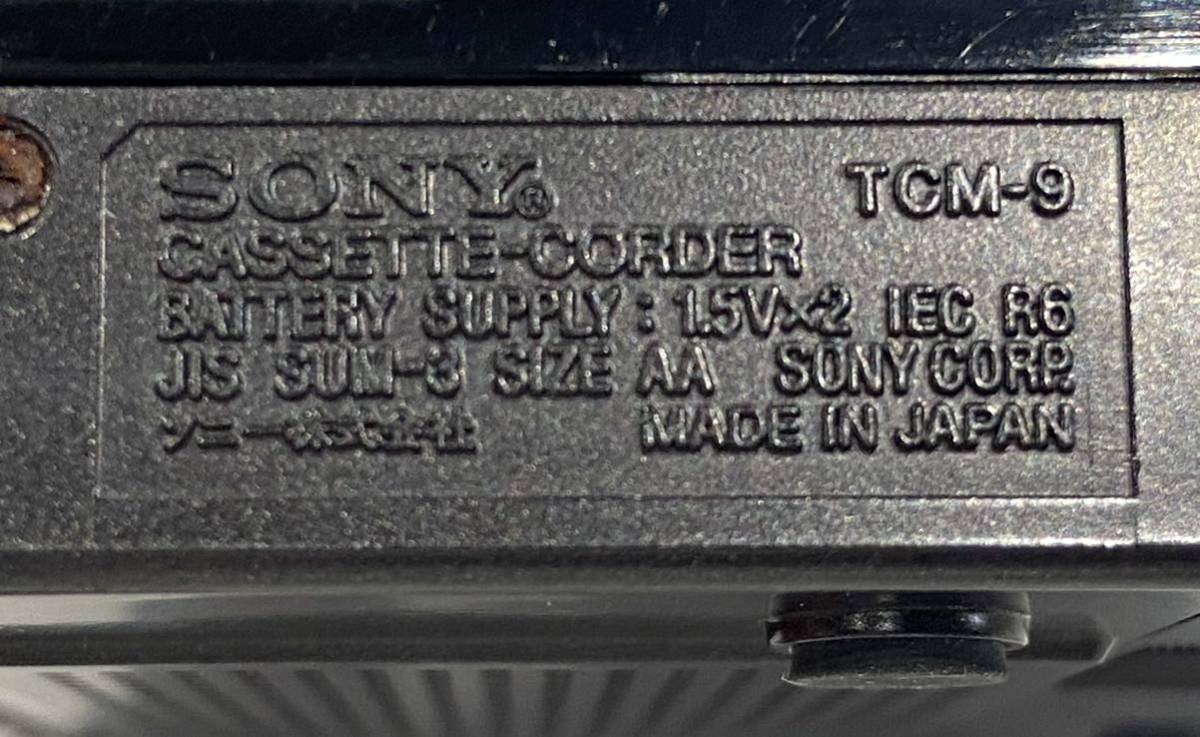 SONY® TCM-9
CASSETTE-CORDER
BATTERY SUPPLY: 1.5V×2 IEC R6
JIS SUM-3 SIZE AA SONY CORP.
ソニー株式会社 MADE IN JAPAN